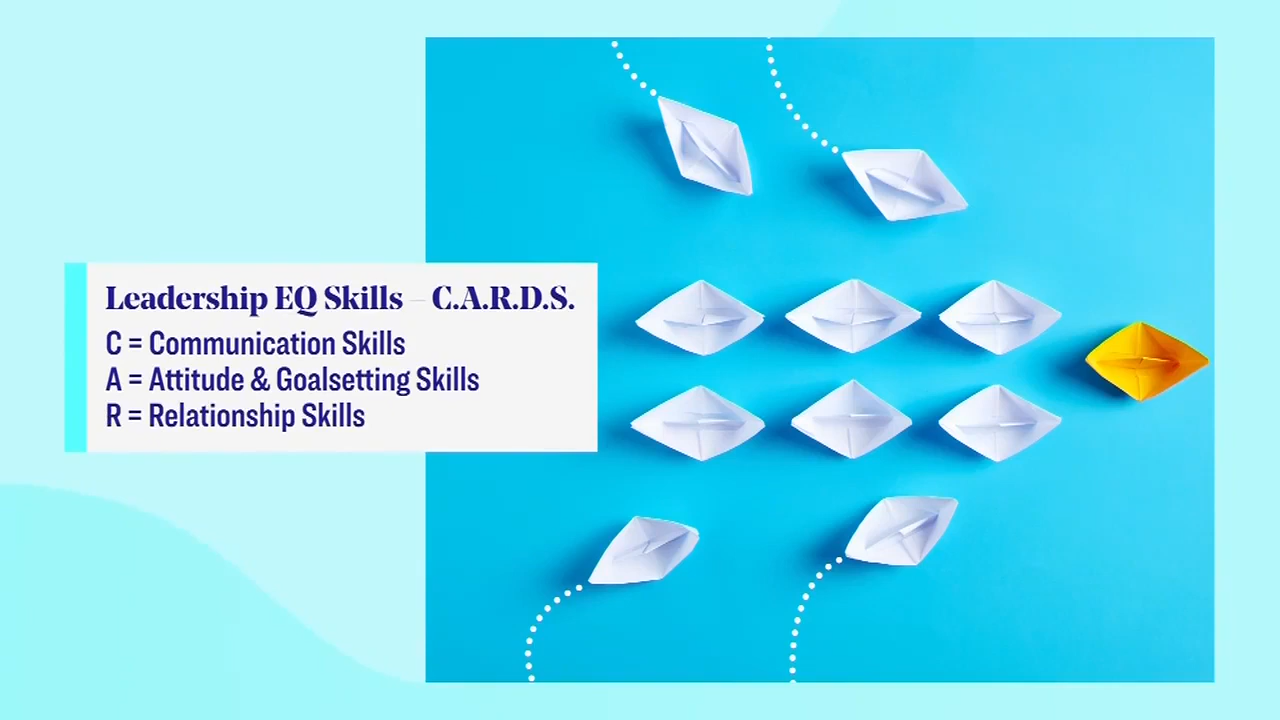 Leadership EQ Skills – C.A.R.D.S.
C = Communication Skills
A = Attitude & Goalsetting Skills
R = Relationship Skills